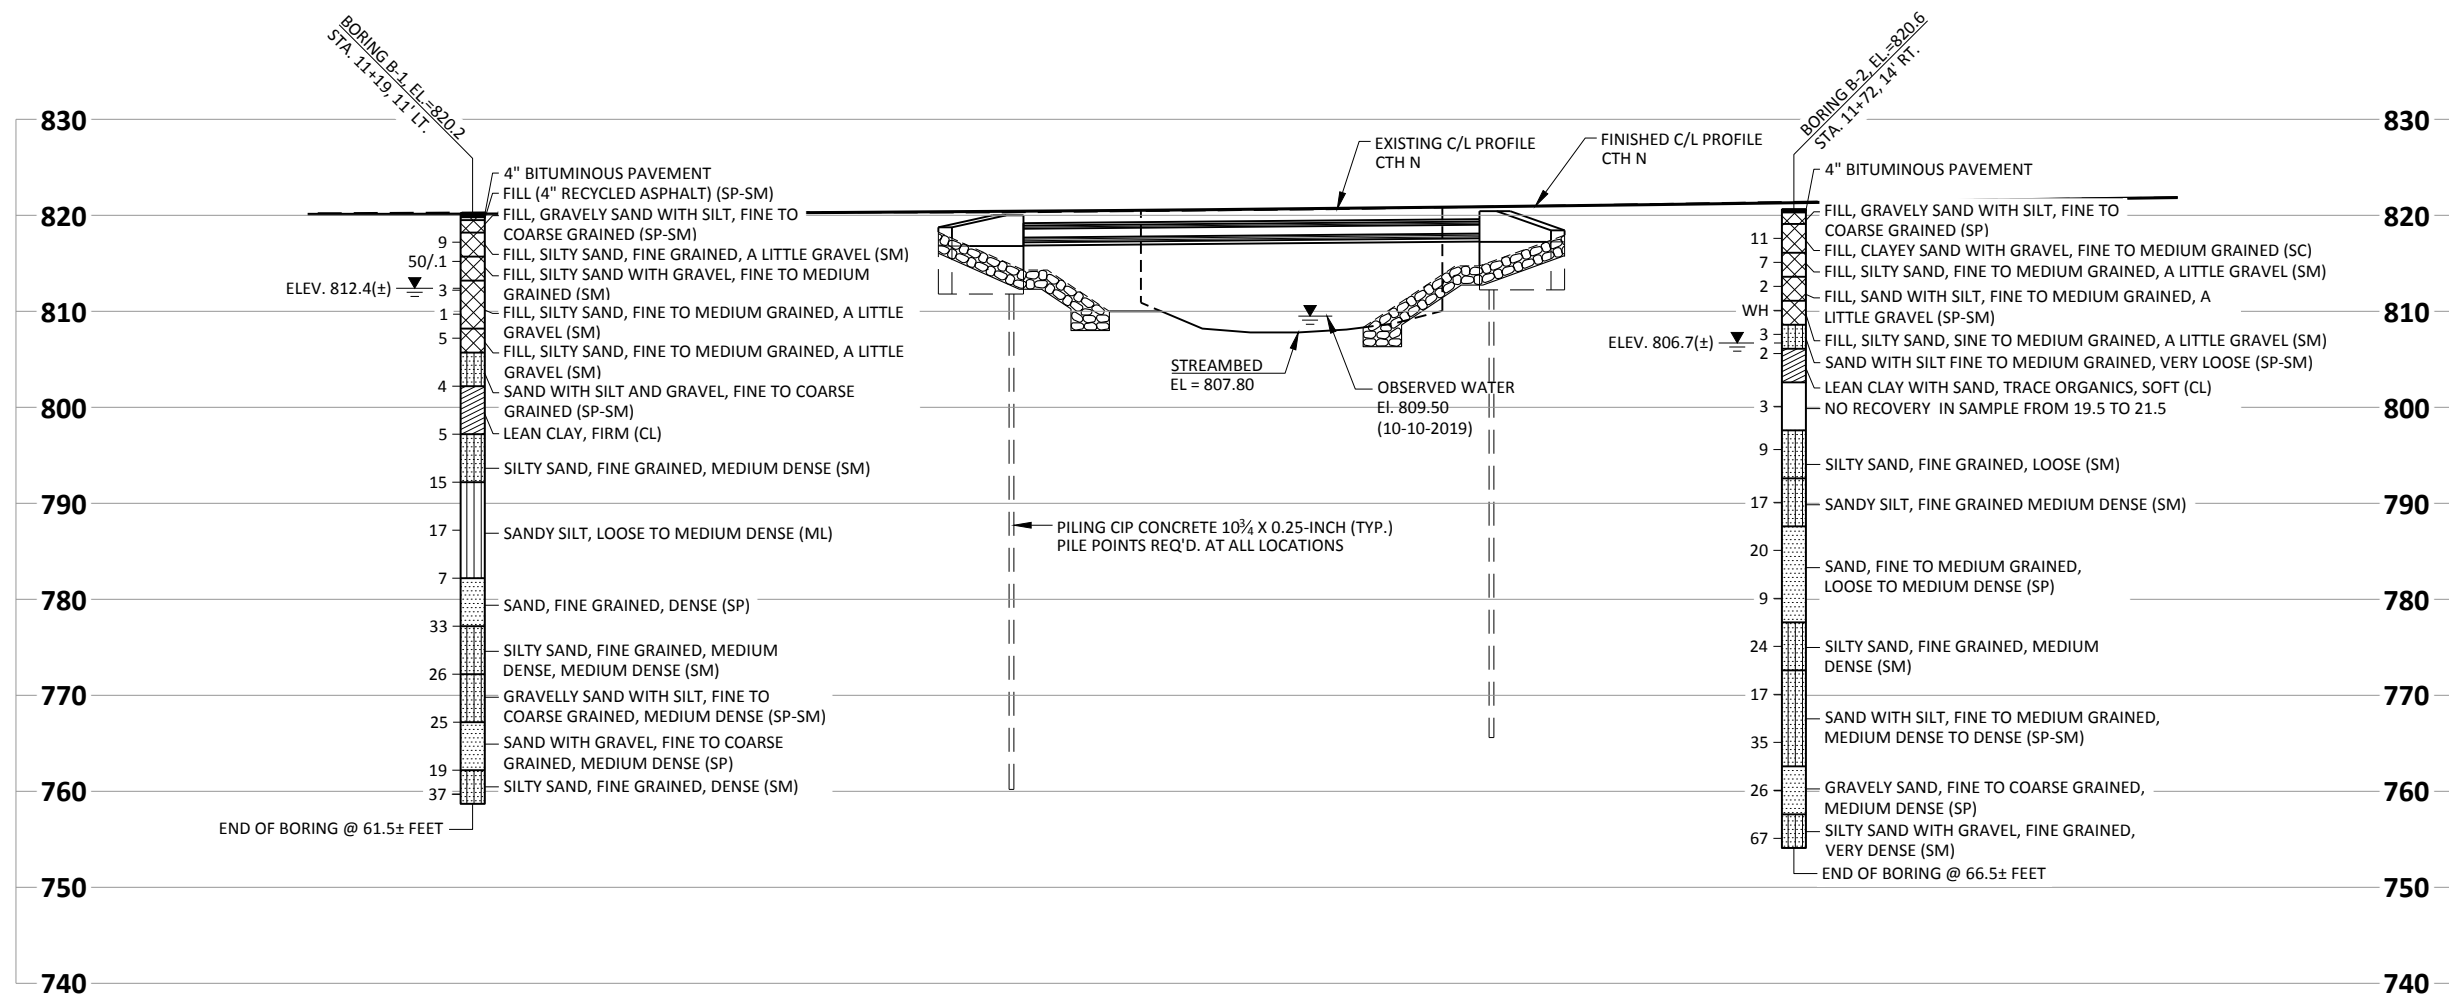 BORING B-1, EL.=820.2
STA. 11+19, 11' LT.
BORING B-2, EL.=820.6
STA. 11+72, 14' RT.
830
820
810
800
790
780
770
760
750
740
4" BITUMINOUS PAVEMENT
FILL (4" RECYCLED ASPHALT) (SP-SM)
FILL, GRAVELY SAND WITH SILT, FINE TO
COARSE GRAINED (SP-SM)
FILL, SILTY SAND, FINE GRAINED, A LITTLE GRAVEL (SM)
FILL, SILTY SAND WITH GRAVEL, FINE TO MEDIUM
GRAINED (SM)
FILL, SILTY SAND, FINE TO MEDIUM GRAINED, A LITTLE
GRAVEL (SM)
FILL, SILTY SAND, FINE TO MEDIUM GRAINED, A LITTLE
GRAVEL (SM)
SAND WITH SILT AND GRAVEL, FINE TO COARSE
GRAINED (SP-SM)
LEAN CLAY, FIRM (CL)
SILTY SAND, FINE GRAINED, MEDIUM DENSE (SM)
SANDY SILT, LOOSE TO MEDIUM DENSE (ML)
SAND, FINE GRAINED, DENSE (SP)
SILTY SAND, FINE GRAINED, MEDIUM
DENSE, MEDIUM DENSE (SM)
GRAVELLY SAND WITH SILT, FINE TO
COARSE GRAINED, MEDIUM DENSE (SP-SM)
SAND WITH GRAVEL, FINE TO COARSE
GRAINED, MEDIUM DENSE (SP)
SILTY SAND, FINE GRAINED, DENSE (SM)
9
50/.1
ELEV. 812.4(±)
3
1
5
4
5
15
17
7
33
26
25
19
37
END OF BORING @ 61.5± FEET
EXISTING C/L PROFILE
CTH N
FINISHED C/L PROFILE
CTH N
STREAMBED
EL = 807.80
OBSERVED WATER
El. 809.50
(10-10-2019)
PILING CIP CONCRETE 10¾ X 0.25-INCH (TYP.)
PILE POINTS REQ'D. AT ALL LOCATIONS
11
7
2
WH
3
ELEV. 806.7(±)
2
3
9
17
20
9
24
17
35
26
67
4" BITUMINOUS PAVEMENT
FILL, GRAVELY SAND WITH SILT, FINE TO
COARSE GRAINED (SP)
FILL, CLAYEY SAND WITH GRAVEL, FINE TO MEDIUM GRAINED (SC)
FILL, SILTY SAND, FINE TO MEDIUM GRAINED, A LITTLE GRAVEL (SM)
FILL, SAND WITH SILT, FINE TO MEDIUM GRAINED, A
LITTLE GRAVEL (SP-SM)
FILL, SILTY SAND, SINE TO MEDIUM GRAINED, A LITTLE GRAVEL (SM)
SAND WITH SILT FINE TO MEDIUM GRAINED, VERY LOOSE (SP-SM)
LEAN CLAY WITH SAND, TRACE ORGANICS, SOFT (CL)
NO RECOVERY IN SAMPLE FROM 19.5 TO 21.5
SILTY SAND, FINE GRAINED, LOOSE (SM)
SANDY SILT, FINE GRAINED MEDIUM DENSE (SM)
SAND, FINE TO MEDIUM GRAINED,
LOOSE TO MEDIUM DENSE (SP)
SILTY SAND, FINE GRAINED, MEDIUM
DENSE (SM)
SAND WITH SILT, FINE TO MEDIUM GRAINED,
MEDIUM DENSE TO DENSE (SP-SM)
GRAVELY SAND, FINE TO COARSE GRAINED,
MEDIUM DENSE (SP)
SILTY SAND WITH GRAVEL, FINE GRAINED,
VERY DENSE (SM)
END OF BORING @ 66.5± FEET
830
820
810
800
790
780
770
760
750
740